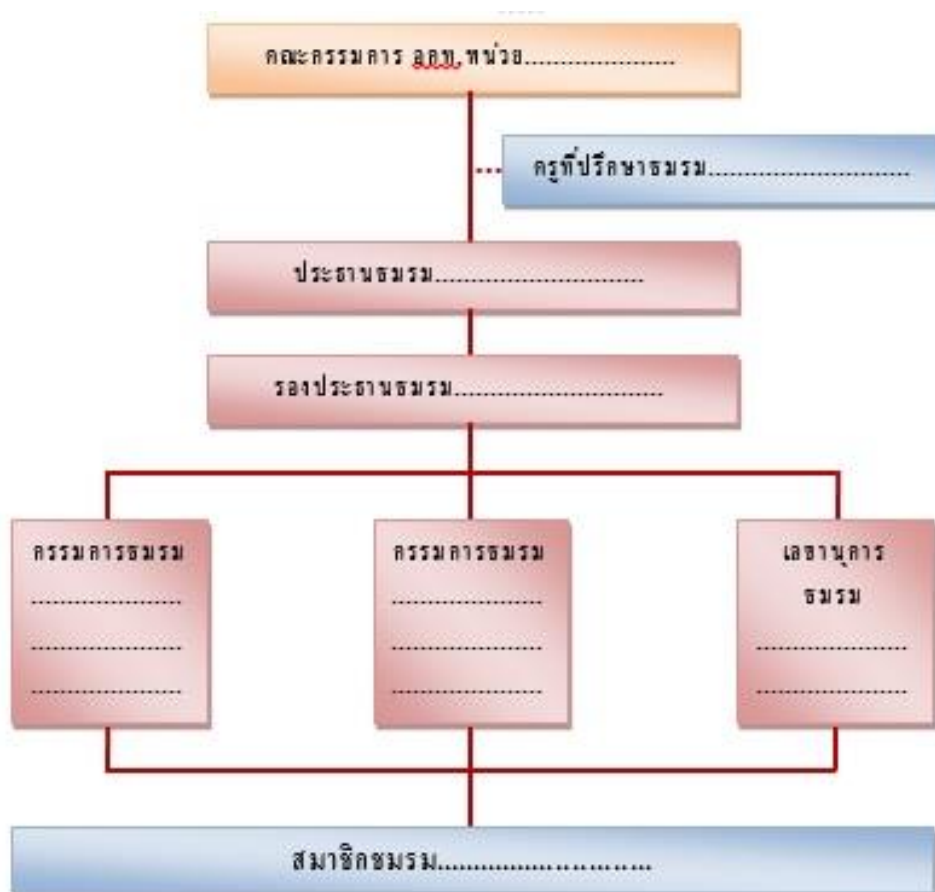 คณะกรรมการ อคท.หน่วย.....................
ครูที่ปรึกษาชมรม............................
ประธานชมรม.............................
รองประธานชมรม.............................
กรรมการชมรม
.....................
.....................
.....................
กรรมการชมรม
.....................
.....................
.....................
เลขานุการ
ชมรม
.....................
.....................
สมาชิกชมรม.............................